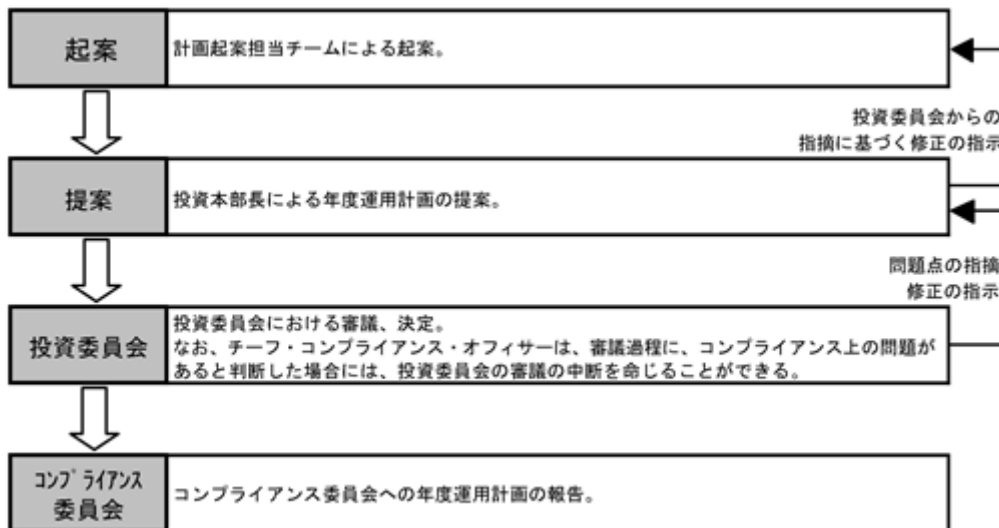 起案
計画起案担当チームによる起案。
投資委員会からの
指摘に基づく修正の指示
提案
投資本部長による年度運用計画の提案。
問題点の指摘
修正の指示
投資委員会
投資委員会における審議、決定。
なお、チーフ・コンプライアンス・オフィサーは、審議過程に、コンプライアンス上の問題が
あると判断した場合には、投資委員会の審議の中断を命じることができる。
コンプライアンス
委員会
コンプライアンス委員会への年度運用計画の報告。